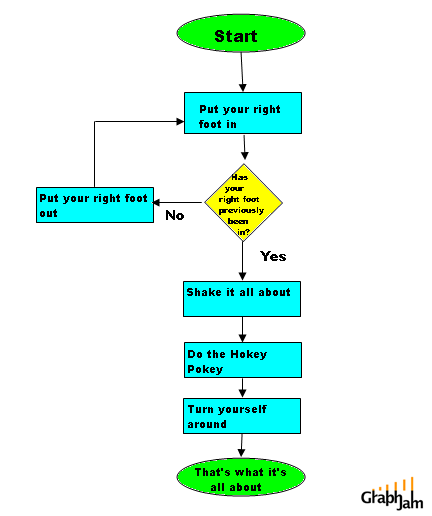 Start
Put your right
foot in
Has
your
right foot
previously
been
in?
Put your right foot
out
No
Yes
Shake it all about
Do the Hokey
Pokey
Turn yourself
around
That's what it's
all about
GraphJam